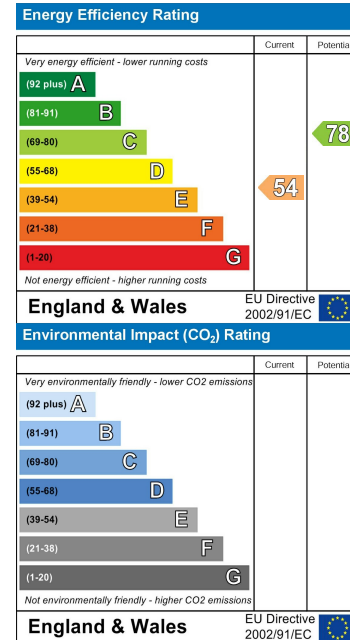 Energy Efficiency Rating
Current Potentia
Very energy efficient - lower running costs
(92 plus) A
(81-91) B
(69-80) C
78
(55-68) D
(39-54) E
54
(21-38) F
(1-20) G
Not energy efficient - higher running costs
England & Wales
EU Directive
2002/91/EC
Environmental Impact (CO₂) Rating
Current Potentia
Very environmentally friendly - lower CO2 emissions
(92 plus) A
(81-91) B
(69-80) C
(55-68) D
(39-54) E
(21-38) F
(1-20) G
Not environmentally friendly - higher CO2 emissions
England & Wales
EU Directive
2002/91/EC